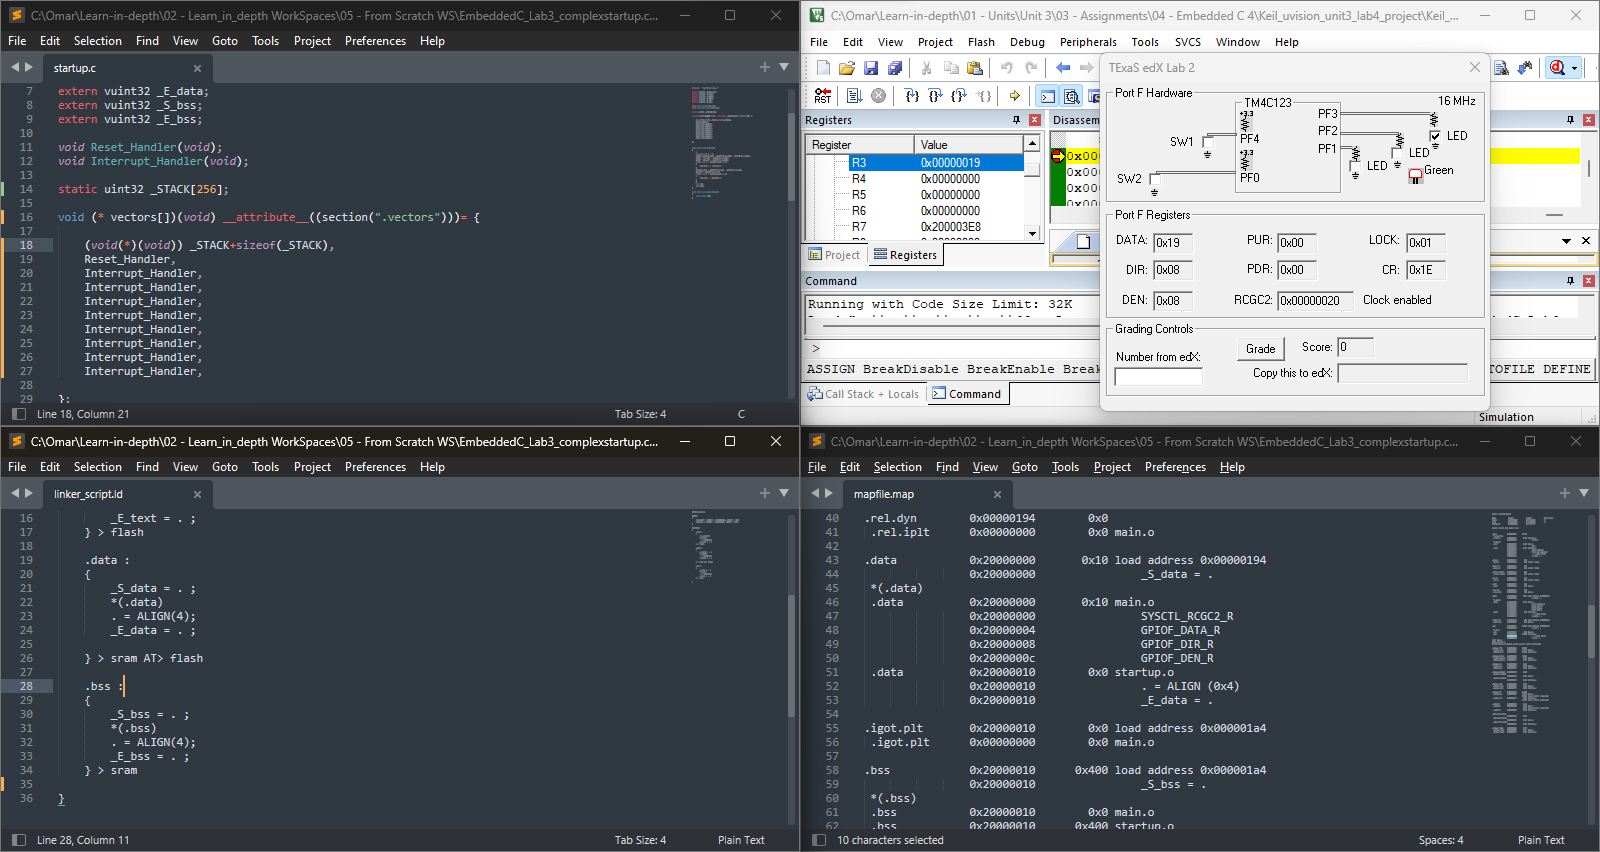 C:\Omar\Learn-in-depth\02 - Learn_in_depth WorkSpaces\05 - From Scratch WS\EmbeddedC_Lab3_complexstartup.c...
File Edit Selection Find View Goto Tools Project Preferences Help
startup.c
7 extern vuint32 _E_data;
8 extern vuint32 _S_bss;
9 extern vuint32 _E_bss;
10
11 void Reset_Handler(void);
12 void Interrupt_Handler(void);
13
14 static uint32 _STACK[256];
15
16 void (* vectors[])(void) __attribute__((section(".vectors")))= {
17
18 (void(*)(void)) _STACK+sizeof(_STACK),
19 Reset_Handler,
20 Interrupt_Handler,
21 Interrupt_Handler,
22 Interrupt_Handler,
23 Interrupt_Handler,
24 Interrupt_Handler,
25 Interrupt_Handler,
26 Interrupt_Handler,
27 Interrupt_Handler,
28
29 };
Line 18, Column 21 Tab Size: 4 C
C:\Omar\Learn-in-depth\01 - Units\Unit 3\03 - Assignments\04 - Embedded C 4\Keil_uvision_unit3_lab4_project\Keil_...
File Edit View Project Flash Debug Peripherals Tools SVCS Window Help
RST
Registers
Register Value
R3 0x00000019
R4 0x00000000
R5 0x00000000
R6 0x00000000
R7 0x200003E8
Project Registers
Disassem
0x00
0x00
0x00
0x00
Command
Running with Code Size Limit: 32K
>
ASSIGN BreakDisable BreakEnable Break
TOFILE DEFINE
Call Stack + Locals Command
Simulation
TExaS edX Lab 2
Port F Hardware
TM4C123 16 MHz
+3.3
PF3
PF2
PF1
LED
SW1 PF4
+3.3
LED
LED
Green
SW2 PF0
Port F Registers
DATA: 0x19 PUR: 0x00 LOCK: 0x01
DIR: 0x08 PDR: 0x00 CR: 0x1E
DEN: 0x08 RCGC2: 0x00000020 Clock enabled
Grading Controls
Number from edX: Grade Score: 0
Copy this to edX:
C:\Omar\Learn-in-depth\02 - Learn_in_depth WorkSpaces\05 - From Scratch WS\EmbeddedC_Lab3_complexstartup.c...
File Edit Selection Find View Goto Tools Project Preferences Help
linker_script.ld
16 _E_text = . ;
17 } > flash
18
19 .data :
20 {
21 _S_data = . ;
22 *(.data)
23 . = ALIGN(4);
24 _E_data = . ;
25
26 } > sram AT> flash
27
28 .bss :
29 {
30 _S_bss = . ;
31 *(.bss)
32 . = ALIGN(4);
33 _E_bss = . ;
34 } > sram
35
36 }
Line 28, Column 11 Tab Size: 4 Plain Text
C:\Omar\Learn-in-depth\02 - Learn_in_depth WorkSpaces\05 - From Scratch WS\EmbeddedC_Lab3_complexstartup.c...
File Edit Selection Find View Goto Tools Project Preferences Help
mapfile.map
40 .rel.dyn 0x00000194 0x0
41 .rel.iplt 0x00000000 0x0 main.o
42
43 .data 0x20000000 0x10 load address 0x00000194
44 0x20000000 _S_data = .
45 *(.data)
46 .data 0x20000000 0x10 main.o
47 0x20000000 SYSCTL_RCGC2_R
48 0x20000004 GPIOF_DATA_R
49 0x20000008 GPIOF_DIR_R
50 0x2000000c GPIOF_DEN_R
51 .data 0x20000010 0x0 startup.o
52 0x20000010 . = ALIGN (0x4)
53 0x20000010 _E_data = .
54
55 .igot.plt 0x20000010 0x0 load address 0x000001a4
56 .igot.plt 0x00000000 0x0 main.o
57
58 .bss 0x20000010 0x400 load address 0x000001a4
59 0x20000010 _S_bss = .
60 *(.bss)
61 .bss 0x20000010 0x0 main.o
62 .bss 0x20000010 0x400 startup.o
10 characters selected Spaces: 4 Plain Text